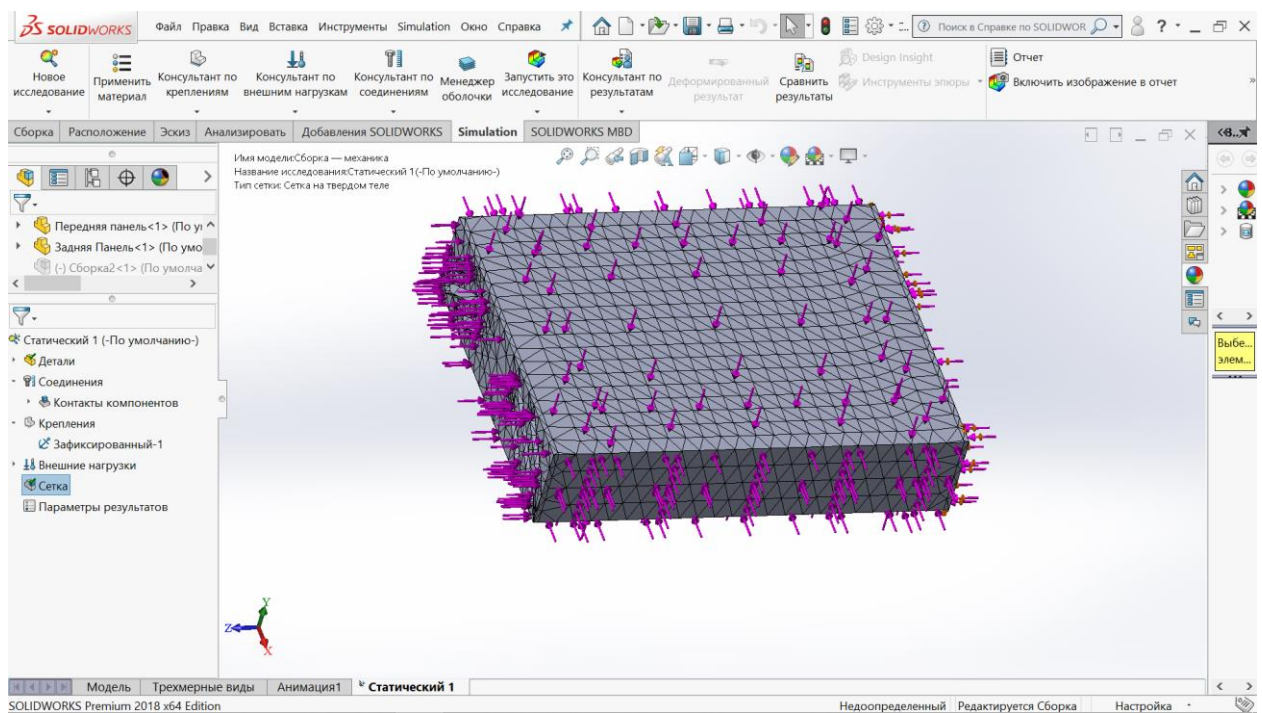 SOLIDWORKS Файл Правка Вид Вставка Инструменты Simulation Окно Справка Поиск в Справке по SOLIDWOR
Новое исследование
Применить материал
Консультант по креплениям
Консультант по внешним нагрузкам
Консультант по соединениям
Менеджер оболочки
Запустить это исследование
Консультант по результатам
Деформированный результат
Сравнить результаты
Design Insight
Инструменты эпюры
Отчет
Включить изображение в отчет
Сборка Расположение Эскиз Анализировать Добавления SOLIDWORKS Simulation SOLIDWORKS MBD
Имя модели:Сборка — механика
Название исследования:Статический 1(-По умолчанию-)
Тип сетки: Сетка на твердом теле
Передняя панель<1> (По у
Задняя Панель<1> (По умо
(-) Сборка2<1> (По умолча
Статический 1 (-По умолчанию-)
Детали
Соединения
Контакты компонентов
Крепления
Зафиксированный-1
Внешние нагрузки
Сетка
Параметры результатов
Выбе...
элем...
Y
Z
X
Модель Трехмерные виды Анимация1 Статический 1
SOLIDWORKS Premium 2018 x64 Edition Недоопределенный Редактируется Сборка Настройка